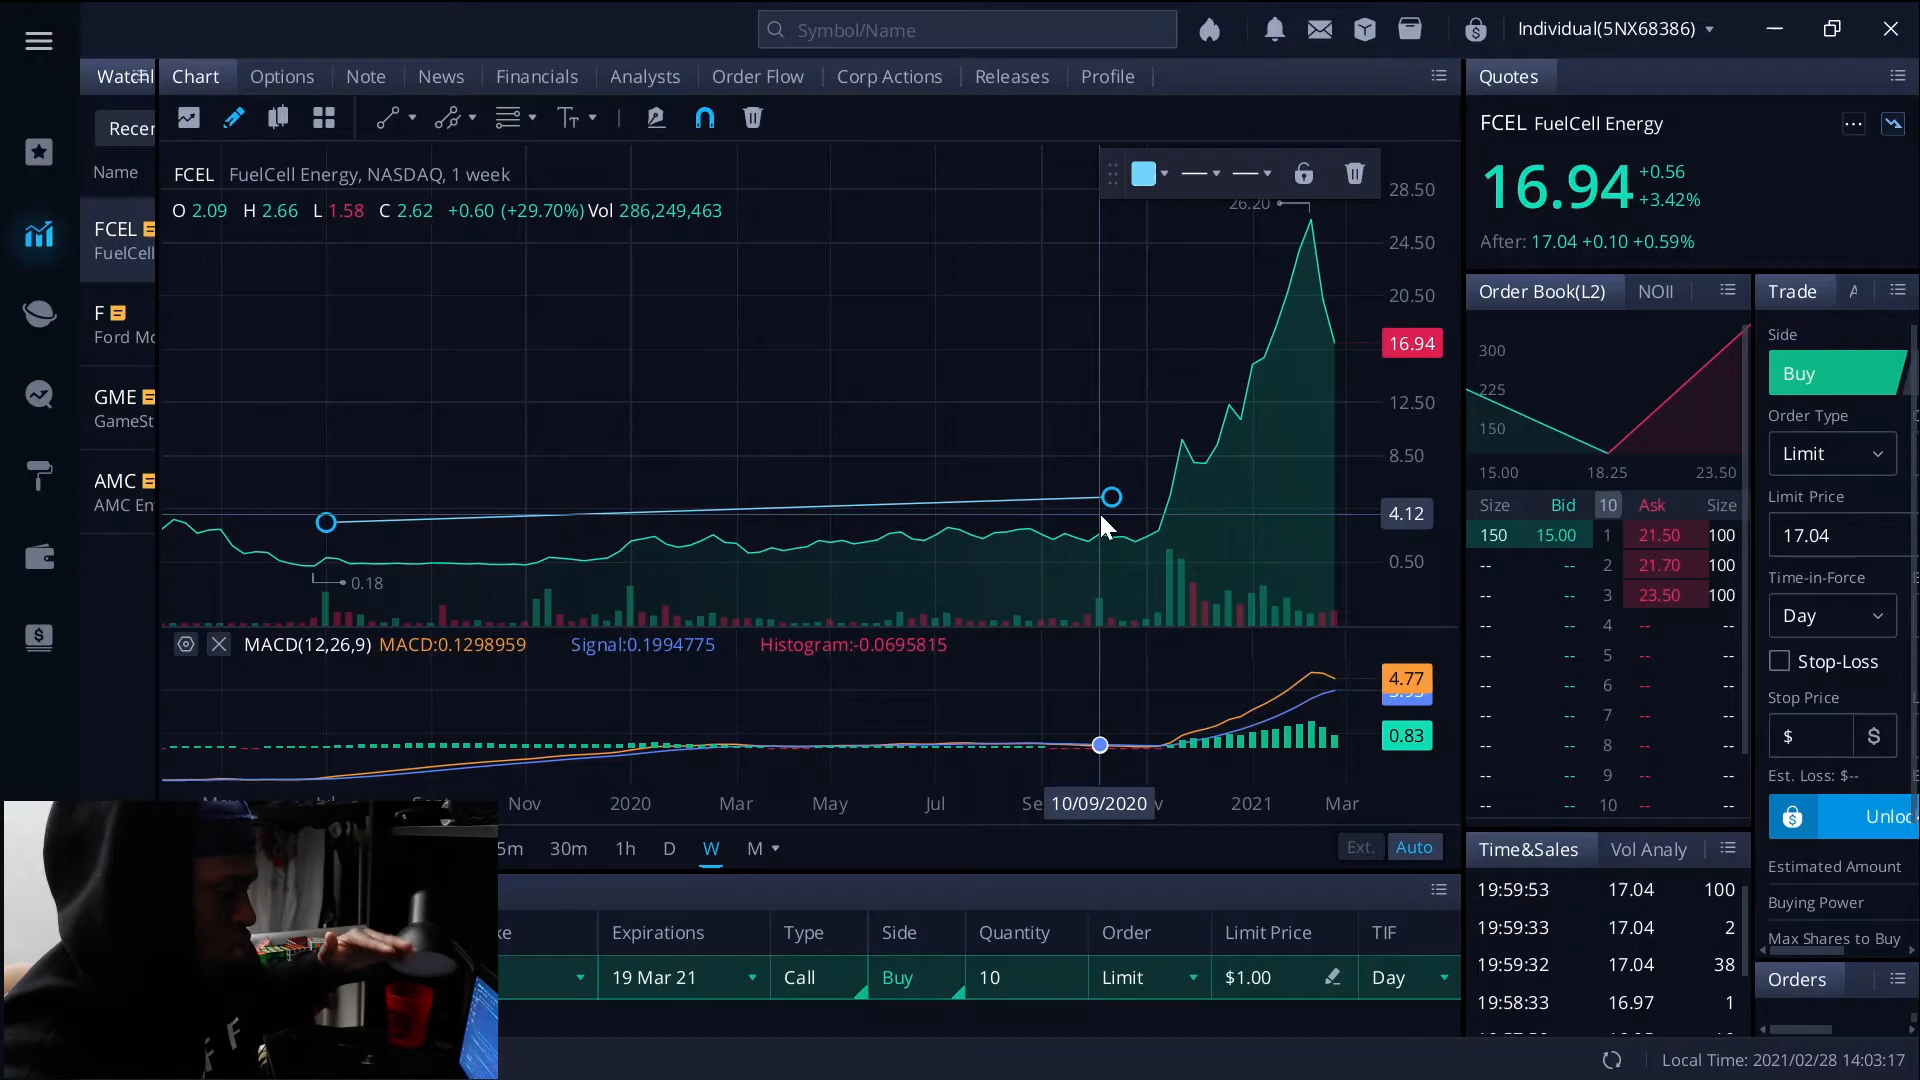 Symbol/Name
Individual(5NX68386)
Chart Options Note News Financials Analysts Order Flow Corp Actions Releases Profile
Quotes
Recen
Name
FCEL
FuelCell
F
Ford Mo
GME
GameSt
AMC
AMC En
FCEL FuelCell Energy, NASDAQ, 1 week
O 2.09 H 2.66 L 1.58 C 2.62 +0.60 (+29.70%) Vol 286,249,463
26.20
28.50
24.50
20.50
16.94
12.50
8.50
4.12
0.50
0.18
MACD(12,26,9) MACD:0.1298959 Signal:0.1994775 Histogram:-0.0695815
4.77
0.83
Nov 2020 Mar May Jul Se 10/09/2020 v 2021 Mar
5m 30m 1h D W M
Ext. Auto
Expirations Type Side Quantity Order Limit Price TIF
19 Mar 21 Call Buy 10 Limit $1.00 Day
FCEL FuelCell Energy
16.94
+0.56
+3.42%
After: 17.04 +0.10 +0.59%
Order Book(L2) NOII
300
225
150
15.00 18.25 23.50
Size Bid 10 Ask Size
150 15.00 1 21.50 100
-- -- 2 21.70 100
-- -- 3 23.50 100
-- -- 4 -- --
-- -- 5 -- --
-- -- 6 -- --
-- -- 7 -- --
-- -- 8 -- --
-- -- 9 -- --
-- -- 10 -- --
Time&Sales Vol Analy
19:59:53 17.04 100
19:59:33 17.04 2
19:59:32 17.04 38
19:58:33 16.97 1
Trade
Side
Buy
Order Type
Limit
Limit Price
17.04
Time-in-Force
Day
Stop-Loss
Stop Price
$ $
Est. Loss: $--
Unloc
Estimated Amount
Buying Power
Max Shares to Buy
Orders
Local Time: 2021/02/28 14:03:17